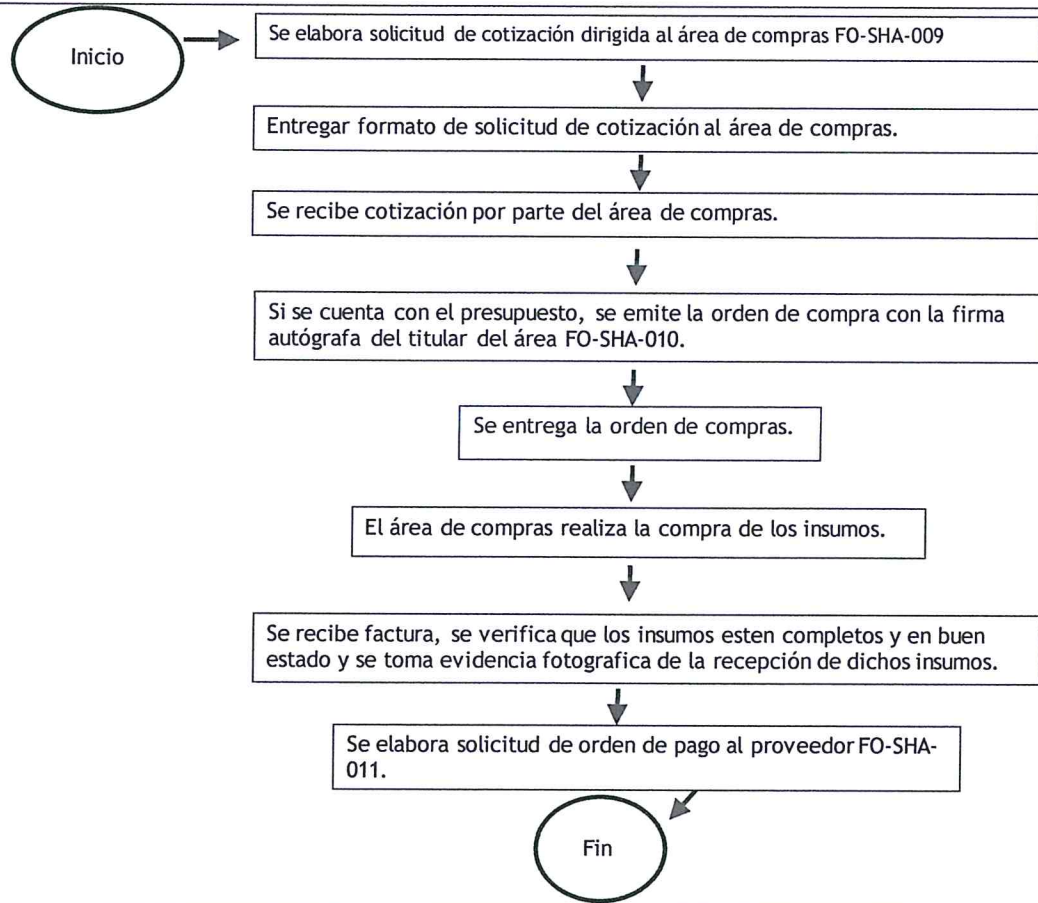 Inicio
Se elabora solicitud de cotización dirigida al área de compras FO-SHA-009
Entregar formato de solicitud de cotización al área de compras.
Se recibe cotización por parte del área de compras.
Si se cuenta con el presupuesto, se emite la orden de compra con la firma
autógrafa del titular del área FO-SHA-010.
Se entrega la orden de compras.
El área de compras realiza la compra de los insumos.
Se recibe factura, se verifica que los insumos esten completos y en buen
estado y se toma evidencia fotografica de la recepción de dichos insumos.
Se elabora solicitud de orden de pago al proveedor FO-SHA-
011.
Fin